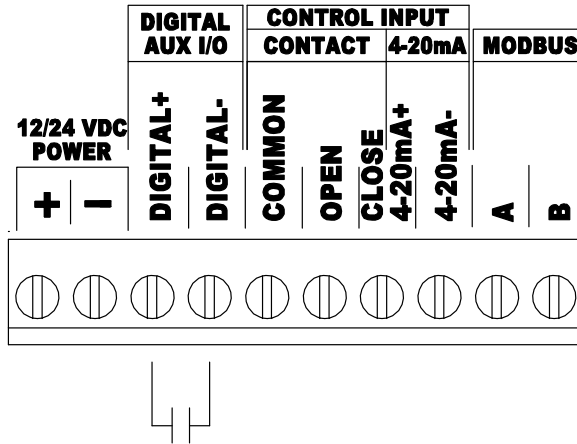 DIGITAL
AUX I/O
CONTROL INPUT
CONTACT
4-20mA
MODBUS
12/24 VDC
POWER
+
-
DIGITAL+
DIGITAL-
COMMON
OPEN
CLOSE
4-20mA+
4-20mA-
A
B